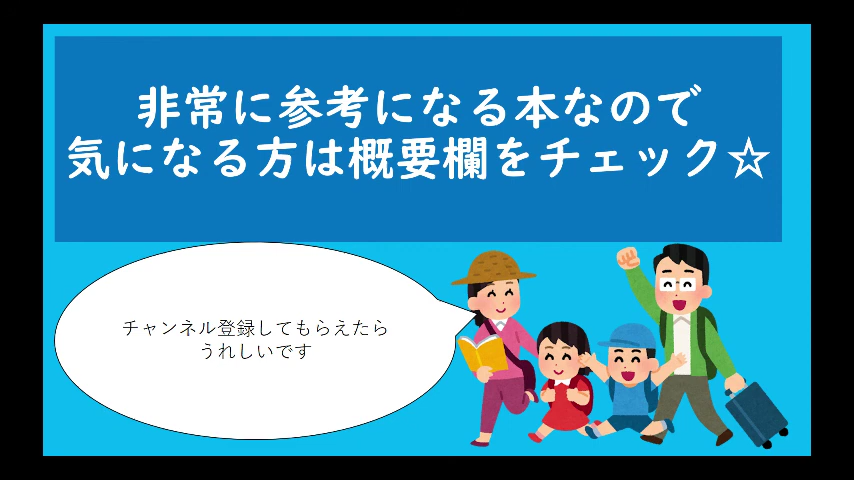 非常に参考になる本なので
気になる方は概要欄をチェック☆
チャンネル登録してもらえたら
うれしいです